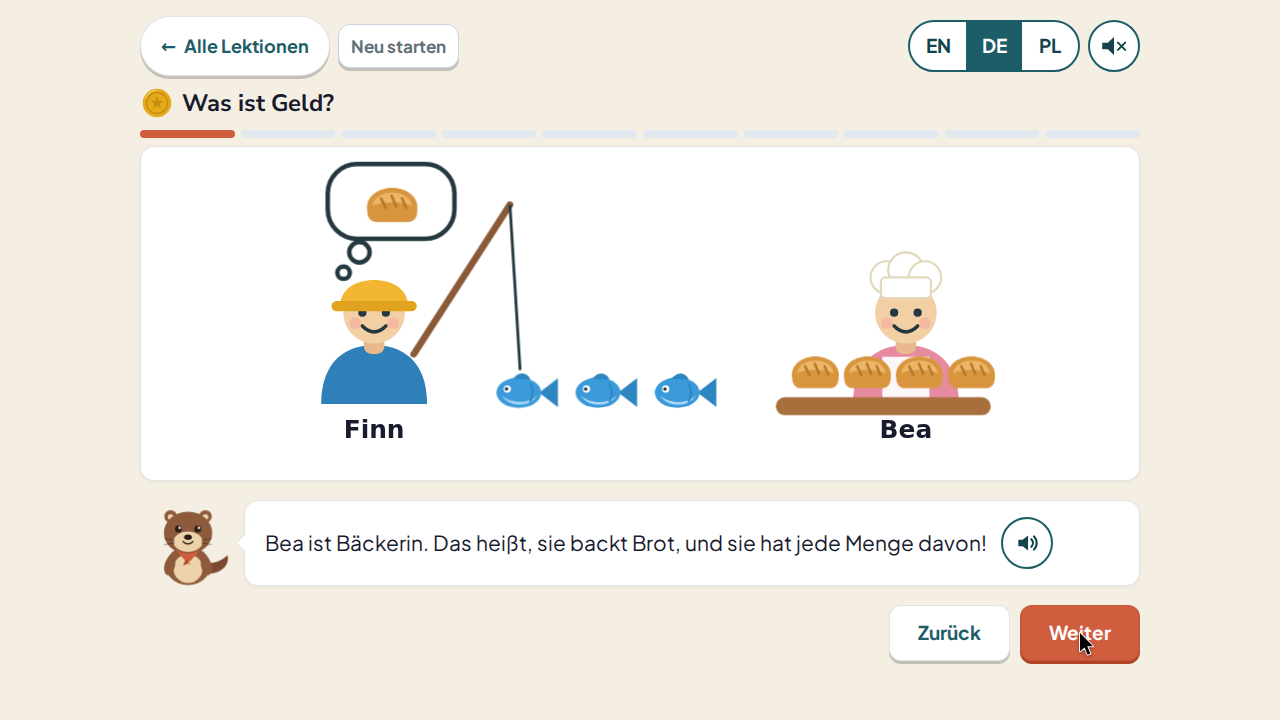 ← Alle Lektionen
Neu starten
EN
DE
PL
Was ist Geld?
Finn
Bea
Bea ist Bäckerin. Das heißt, sie backt Brot, und sie hat jede Menge davon!
Zurück
Weiter